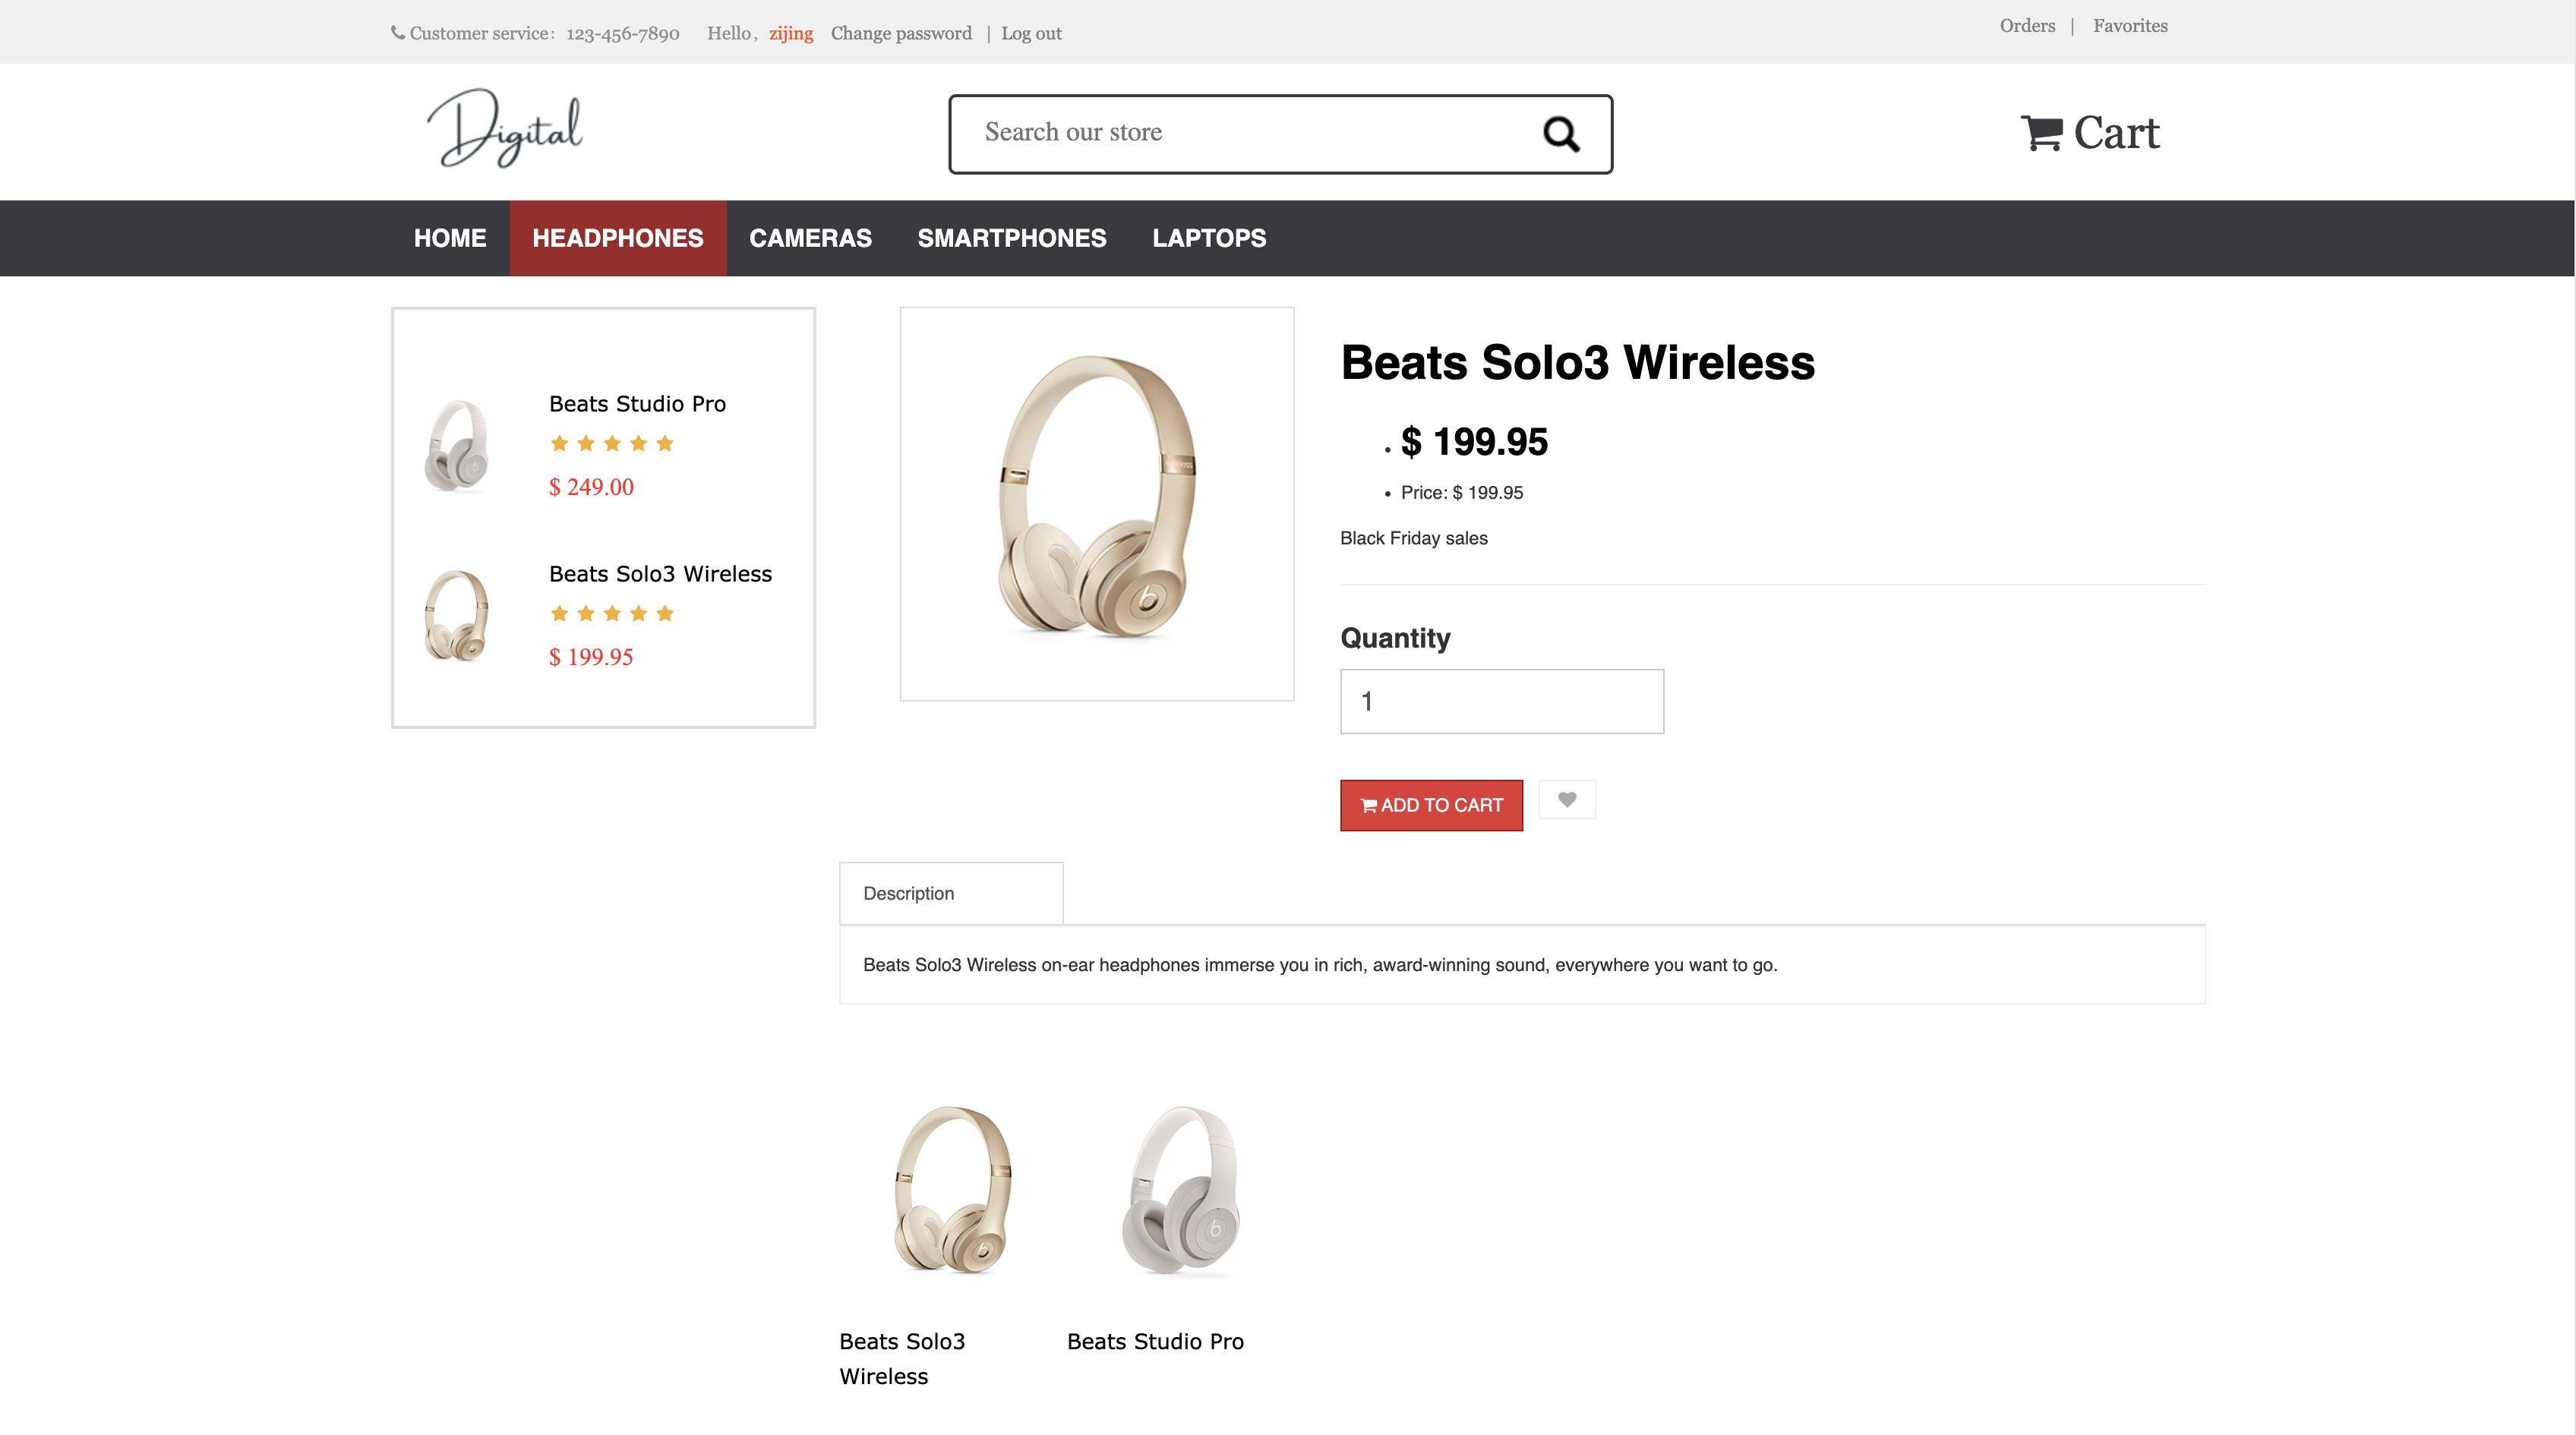 Customer service: 123-456-7890 Hello, zijing Change password | Log out
Orders | Favorites
Digital
Search our store
Cart
HOME HEADPHONES CAMERAS SMARTPHONES LAPTOPS
Beats Studio Pro
$ 249.00
Beats Solo3 Wireless
$ 199.95
Beats Solo3 Wireless
$ 199.95
Price: $ 199.95
Black Friday sales
Quantity
1
ADD TO CART
Description
Beats Solo3 Wireless on-ear headphones immerse you in rich, award-winning sound, everywhere you want to go.
Beats Solo3
Wireless
Beats Studio Pro